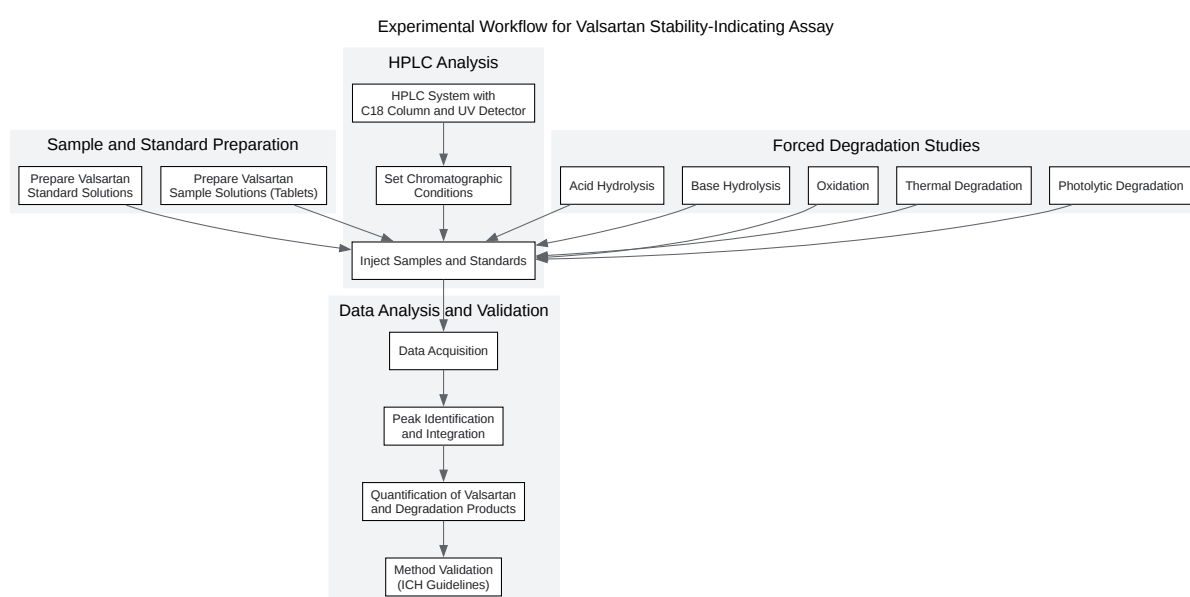 Experimental Workflow for Valsartan Stability-Indicating Assay
HPLC Analysis
HPLC System with
C18 Column and UV Detector
Sample and Standard Preparation
Prepare Valsartan
Standard Solutions
Prepare Valsartan
Sample Solutions (Tablets)
Set Chromatographic
Conditions
Forced Degradation Studies
Acid Hydrolysis
Base Hydrolysis
Oxidation
Thermal Degradation
Photolytic Degradation
Inject Samples and Standards
Data Analysis and Validation
Data Acquisition
Peak Identification
and Integration
Quantification of Valsartan
and Degradation Products
Method Validation
(ICH Guidelines)